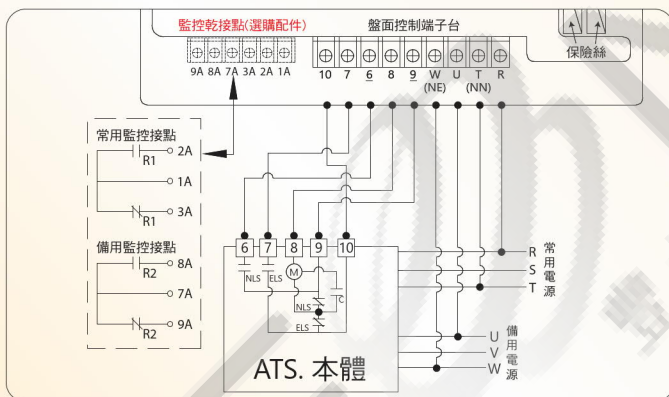 監控乾接點(選購配件)
盤面控制端子台
保險絲
9A 8A 7A 3A 2A 1A
10 7 6 8 9 W U T R
(NE) (NN)
常用監控接點
R1 2A
1A
R1 3A
備用監控接點
R2 8A
7A
R2 9A
6 7 8 9 10
NLS ELS M C
NLS
ELS
ATS. 本體
R
S
T
常用電源
U
V
W
備用電源